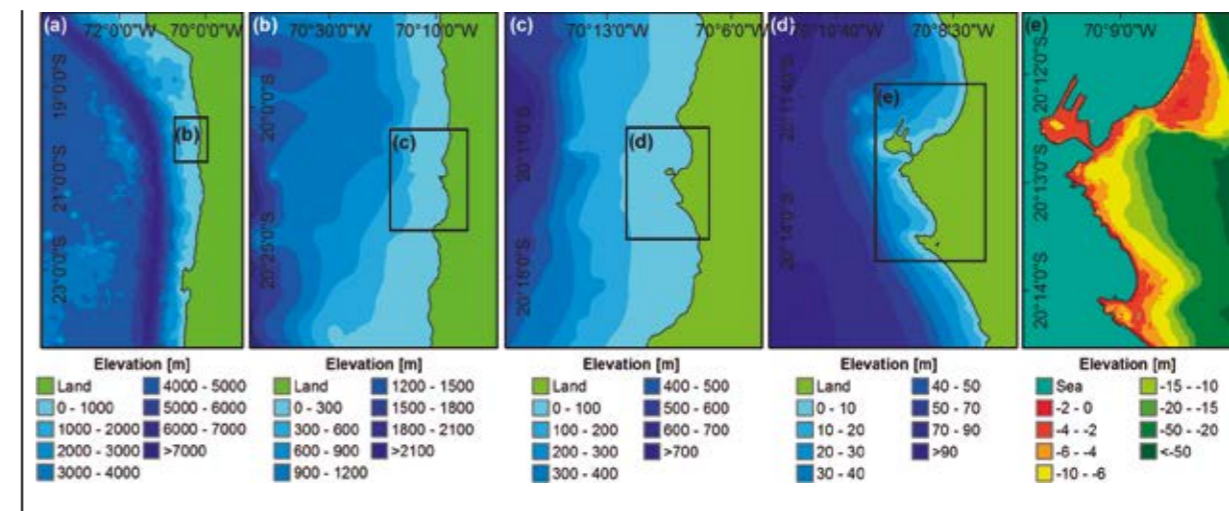 (a) 72°0'0"W 70°0'0"W
19°0'0"S
21°0'0"S
23°0'0"S
(b)
(b) 70°30'0"W 70°10'0"W
20°0'0"S
20°25'0"S
(c)
(c) 70°13'0"W 70°6'0"W
20°11'0"S
20°18'0"S
(d)
(d) 70°10'40"W 70°8'30"W
20°11'40"S
20°14'0"S
(e)
(e) 70°9'0"W
20°12'0"S
20°13'0"S
20°14'0"S
Elevation [m]
Land 4000 - 5000
0 - 1000 5000 - 6000
1000 - 2000 6000 - 7000
2000 - 3000 >7000
3000 - 4000
Elevation [m]
Land 1200 - 1500
0 - 300 1500 - 1800
300 - 600 1800 - 2100
600 - 900 >2100
900 - 1200
Elevation [m]
Land 400 - 500
0 - 100 500 - 600
100 - 200 600 - 700
200 - 300 >700
300 - 400
Elevation [m]
Land 40 - 50
0 - 10 50 - 70
10 - 20 70 - 90
20 - 30 >90
30 - 40
Elevation [m]
Sea -15 - -10
-2 - 0 -20 - -15
-4 - -2 -50 - -20
-6 - -4 <-50
-10 - -6